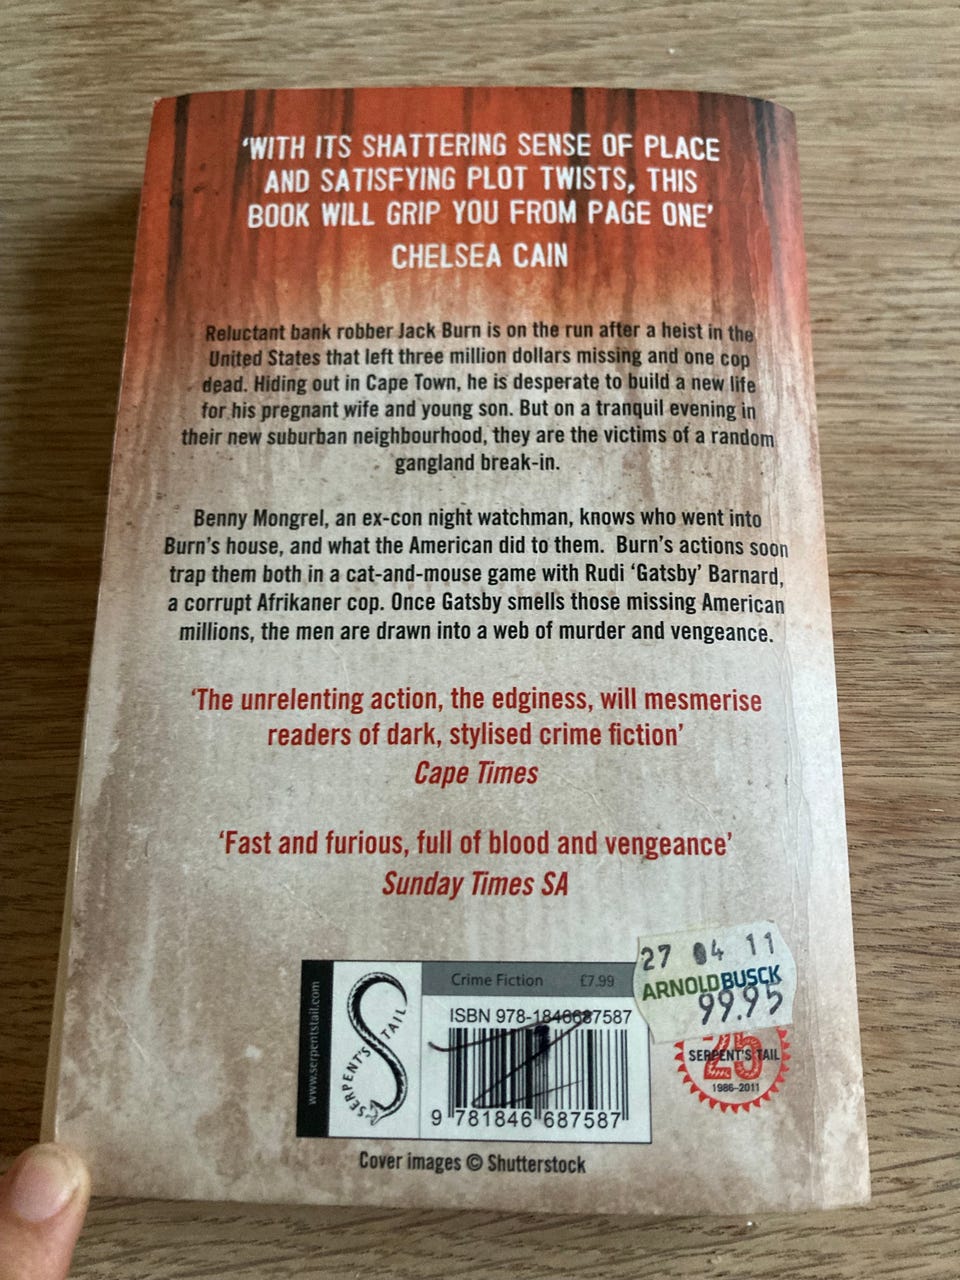 ‘WITH ITS SHATTERING SENSE OF PLACE
AND SATISFYING PLOT TWISTS, THIS
BOOK WILL GRIP YOU FROM PAGE ONE’
CHELSEA CAIN
Reluctant bank robber Jack Burn is on the run after a heist in the
United States that left three million dollars missing and one cop
dead. Hiding out in Cape Town, he is desperate to build a new life
for his pregnant wife and young son. But on a tranquil evening in
their new suburban neighbourhood, they are the victims of a random
gangland break-in.
Benny Mongrel, an ex-con night watchman, knows who went into
Burn’s house, and what the American did to them. Burn’s actions soon
trap them both in a cat-and-mouse game with Rudi ‘Gatsby’ Barnard,
a corrupt Afrikaner cop. Once Gatsby smells those missing American
millions, the men are drawn into a web of murder and vengeance.
‘The unrelenting action, the edginess, will mesmerise
readers of dark, stylised crime fiction’
Cape Times
‘Fast and furious, full of blood and vengeance’
Sunday Times SA
27 04 11
ARNOLD BUSCK
99.95
www.serpentstail.com
SERPENT'S TAIL
Crime Fiction £7.99
ISBN 978-1846687587
9 781846 687587
25
SERPENT'S TAIL
1986–2011
Cover images © Shutterstock